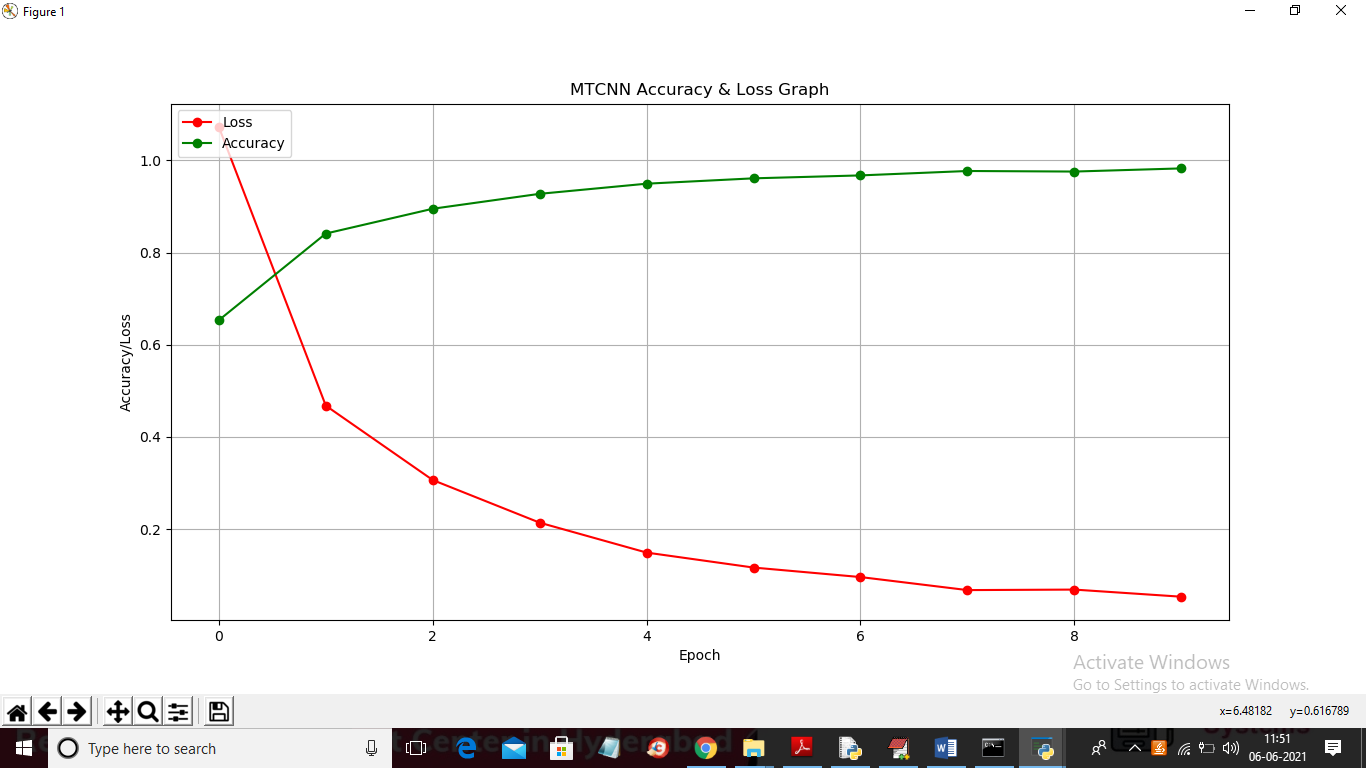 Figure 1
MTCNN Accuracy & Loss Graph
Loss
Accuracy
1.0
0.8
0.6
0.4
0.2
Accuracy/Loss
0 2 4 6 8
Epoch
Activate Windows
Go to Settings to activate Windows.
x=6.48182 y=0.616789
Type here to search
11:51
06-06-2021